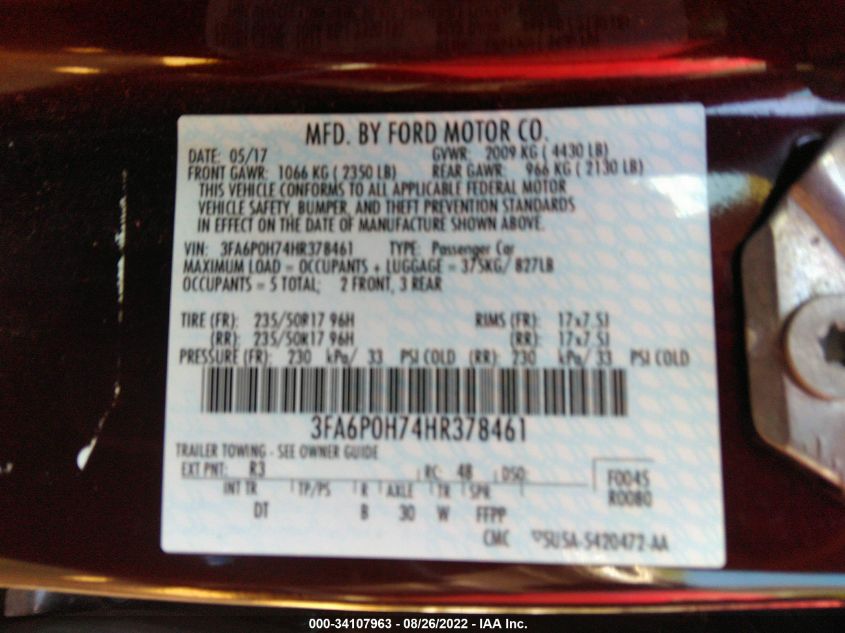 MFD. BY FORD MOTOR CO.
DATE: 05/17 GVWR: 2009 KG ( 4430 LB)
FRONT GAWR: 1066 KG ( 2350 LB) REAR GAWR: 966 KG ( 2130 LB)
THIS VEHICLE CONFORMS TO ALL APPLICABLE FEDERAL MOTOR
VEHICLE SAFETY, BUMPER, AND THEFT PREVENTION STANDARDS
IN EFFECT ON THE DATE OF MANUFACTURE SHOWN ABOVE.
VIN: 3FA6P0H74HR378461 TYPE: Passenger Car
MAXIMUM LOAD = OCCUPANTS + LUGGAGE = 375KG/ 827LB
OCCUPANTS = 5 TOTAL; 2 FRONT, 3 REAR
TIRE (FR): 235/50R17 96H RIMS (FR): 17x7.5J
(RR): 235/50R17 96H (RR): 17x7.5J
PRESSURE (FR): 230 kPa/ 33 PSI COLD (RR): 230 kPa/ 33 PSI COLD
3FA6P0H74HR378461
TRAILER TOWING - SEE OWNER GUIDE
EXT PNT: R3 RC: 48 DSO: F0045
INT TR TP/PS R AXLE TR SPR R0080
DT B 30 W FFPP
CMC 5U5A-5420472-AA
000-34107963 - 08/26/2022 - IAA Inc.